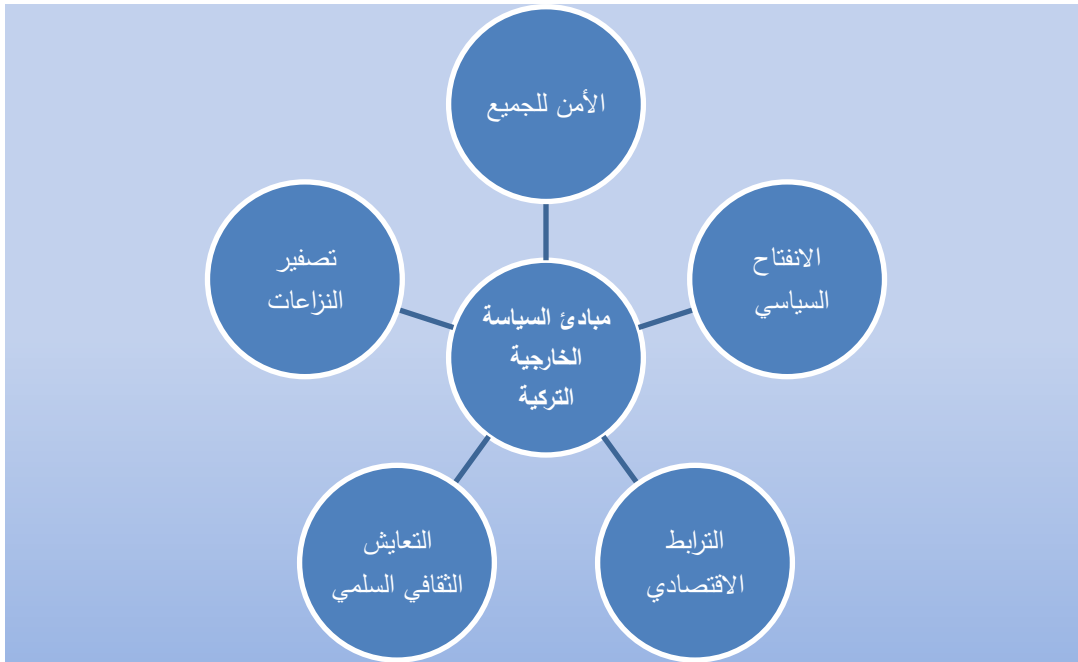 الأمن للجميع
الانفتاح
السياسي
تصفير
النزاعات
مبادئ السياسة
الخارجية
التركية
الترابط
الاقتصادي
التعايش
الثقافي السلمي